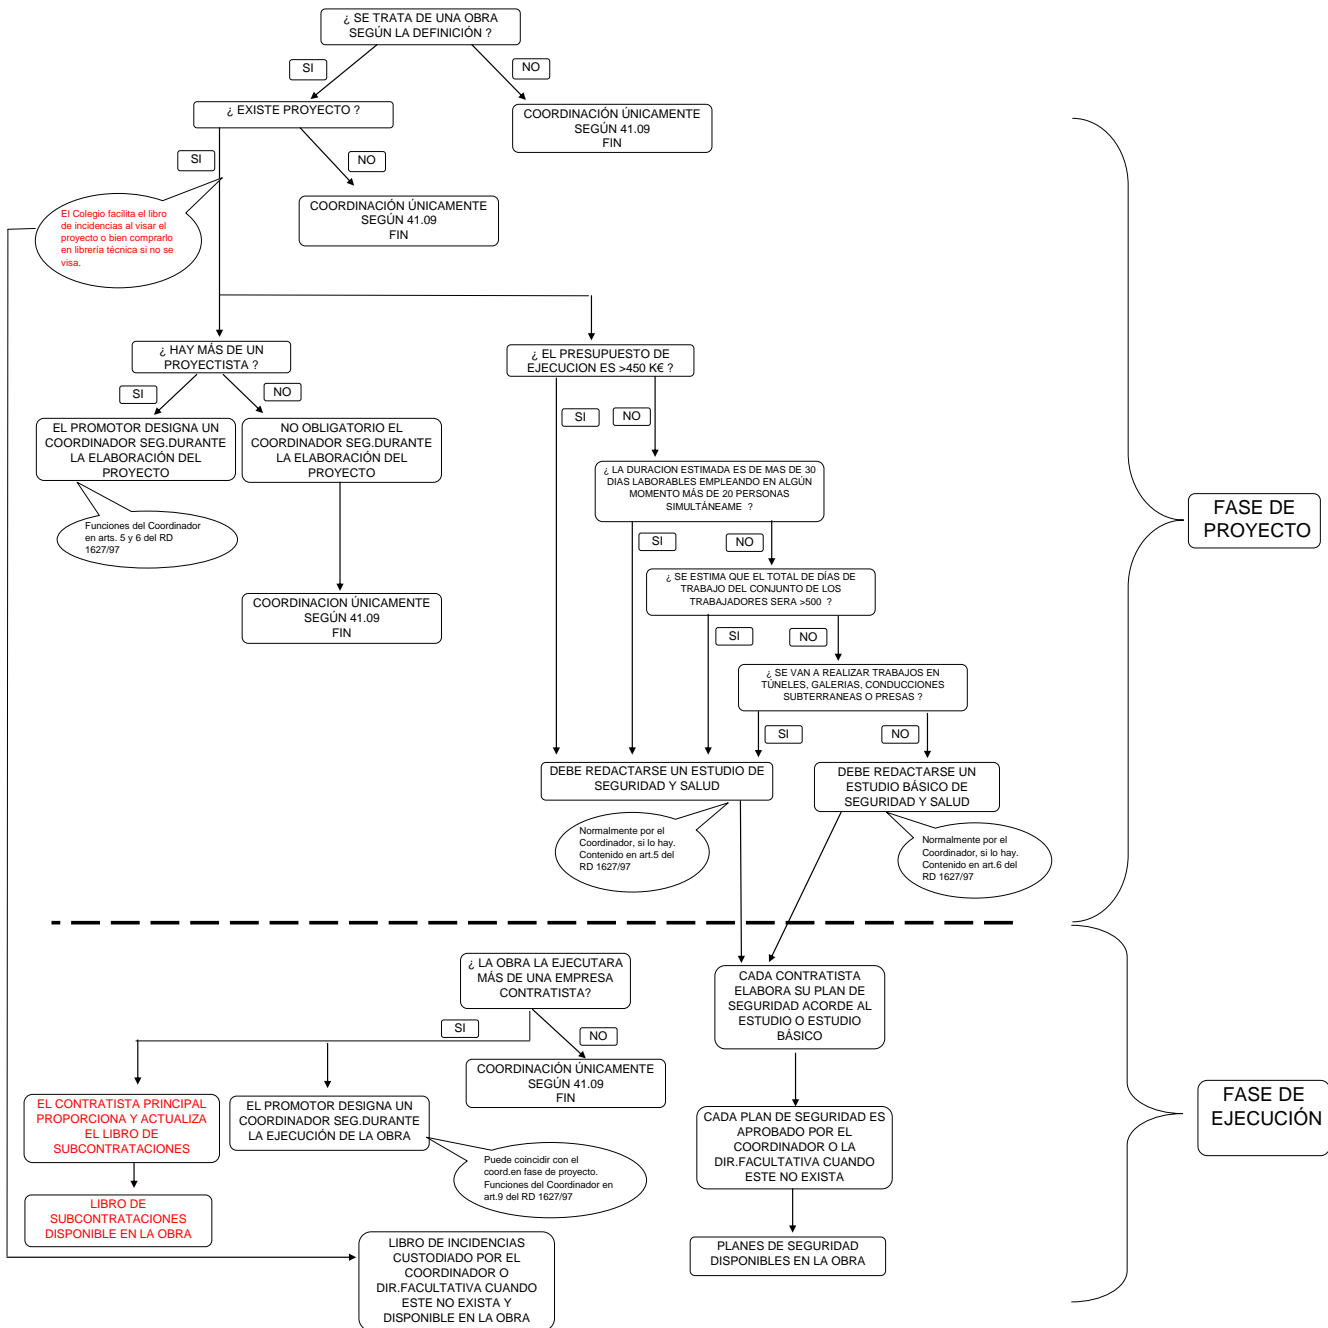 ¿ SE TRATA DE UNA OBRA
SEGÚN LA DEFINICIÓN ?
SI
NO
¿ EXISTE PROYECTO ?
COORDINACIÓN ÚNICAMENTE
SEGÚN 41.09
FIN
SI
NO
El Colegio facilita el libro
de incidencias al visar el
proyecto o bien comprarlo
en librería técnica si no se
visa.
COORDINACIÓN ÚNICAMENTE
SEGÚN 41.09
FIN
¿ HAY MÁS DE UN
PROYECTISTA ?
¿ EL PRESUPUESTO DE
EJECUCION ES >450 K€ ?
SI
NO
SI
NO
EL PROMOTOR DESIGNA UN
COORDINADOR SEG.DURANTE
LA ELABORACIÓN DEL
PROYECTO
NO OBLIGATORIO EL
COORDINADOR SEG.DURANTE
LA ELABORACIÓN DEL
PROYECTO
¿ LA DURACION ESTIMADA ES DE MAS DE 30
DIAS LABORABLES EMPLEANDO EN ALGÚN
MOMENTO MÁS DE 20 PERSONAS
SIMULTÁNEAME ?
FASE DE
PROYECTO
Funciones del Coordinador
en arts. 5 y 6 del RD
1627/97
SI
NO
COORDINACION ÚNICAMENTE
SEGÚN 41.09
FIN
¿ SE ESTIMA QUE EL TOTAL DE DÍAS DE
TRABAJO DEL CONJUNTO DE LOS
TRABAJADORES SERA >500 ?
SI
NO
¿ SE VAN A REALIZAR TRABAJOS EN
TÚNELES, GALERIAS, CONDUCCIONES
SUBTERRANEAS O PRESAS ?
SI
NO
DEBE REDACTARSE UN ESTUDIO DE
SEGURIDAD Y SALUD
DEBE REDACTARSE UN
ESTUDIO BÁSICO DE
SEGURIDAD Y SALUD
Normalmente por el
Coordinador, si lo hay.
Contenido en art.5 del
RD 1627/97
Normalmente por el
Coordinador, si lo hay.
Contenido en art.6 del
RD 1627/97
¿ LA OBRA LA EJECUTARA
MÁS DE UNA EMPRESA
CONTRATISTA?
CADA CONTRATISTA
ELABORA SU PLAN DE
SEGURIDAD ACORDE AL
ESTUDIO O ESTUDIO
BÁSICO
SI
NO
COORDINACIÓN ÚNICAMENTE
SEGÚN 41.09
FIN
EL CONTRATISTA PRINCIPAL
PROPORCIONA Y ACTUALIZA
EL LIBRO DE
SUBCONTRATACIONES
EL PROMOTOR DESIGNA UN
COORDINADOR SEG.DURANTE
LA EJECUCIÓN DE LA OBRA
CADA PLAN DE SEGURIDAD ES
APROBADO POR EL
COORDINADOR O LA
DIR.FACULTATIVA CUANDO
ESTE NO EXISTA
FASE DE
EJECUCIÓN
Puede coincidir con el
coord.en fase de proyecto.
Funciones del Coordinador en
art.9 del RD 1627/97
LIBRO DE
SUBCONTRATACIONES
DISPONIBLE EN LA OBRA
LIBRO DE INCIDENCIAS
CUSTODIADO POR EL
COORDINADOR O
DIR.FACULTATIVA CUANDO
ESTE NO EXISTA Y
DISPONIBLE EN LA OBRA
PLANES DE SEGURIDAD
DISPONIBLES EN LA OBRA